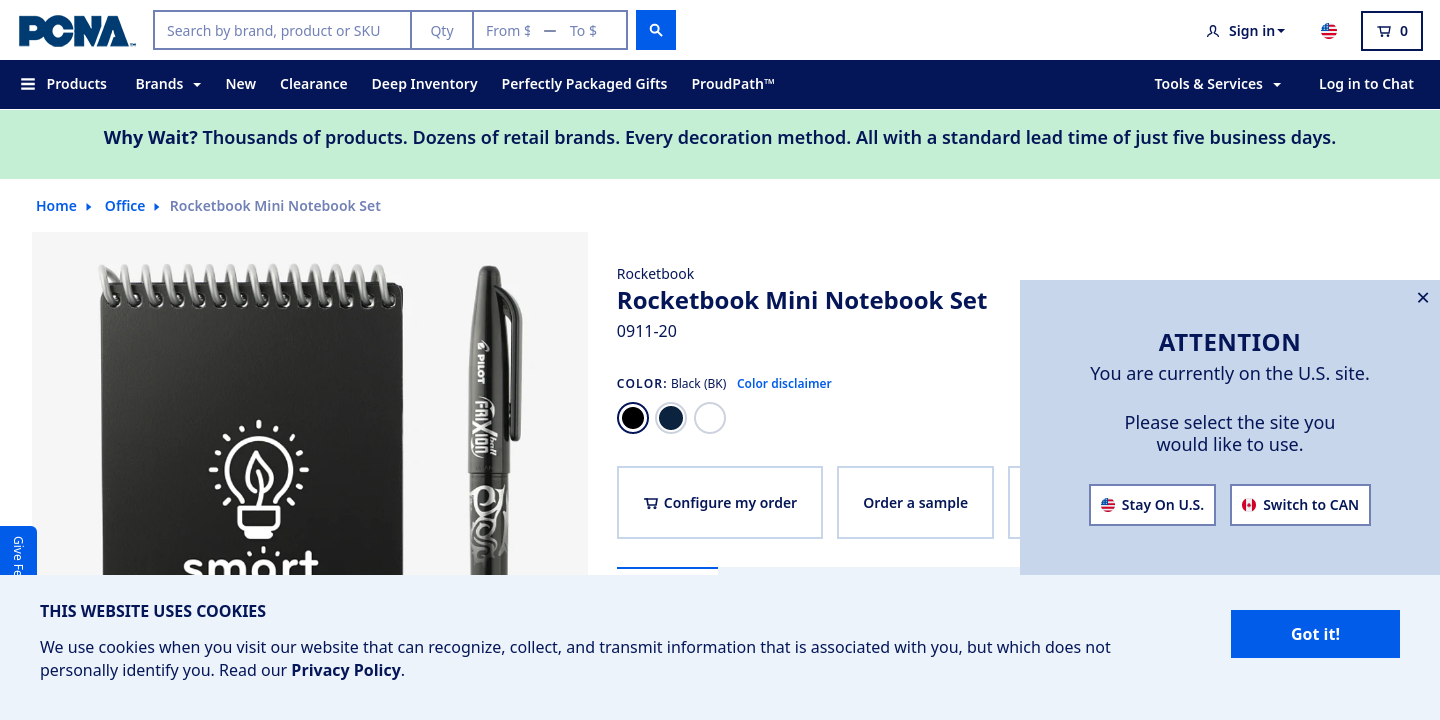 PCNA
Search by brand, product or SKU
Qty
From $ — To $
Sign in
0
Products
Brands
New
Clearance
Deep Inventory
Perfectly Packaged Gifts
ProudPath™
Tools & Services
Log in to Chat
Why Wait? Thousands of products. Dozens of retail brands. Every decoration method. All with a standard lead time of just five business days.
Home
Office
Rocketbook Mini Notebook Set
PILOT
FRIXION
ball
smart
Rocketbook
Rocketbook Mini Notebook Set
0911-20
COLOR: Black (BK) Color disclaimer
Configure my order
Order a sample
ATTENTION
You are currently on the U.S. site.
Please select the site you
would like to use.
Stay On U.S.
Switch to CAN
Give Fe
THIS WEBSITE USES COOKIES
We use cookies when you visit our website that can recognize, collect, and transmit information that is associated with you, but which does not
personally identify you. Read our Privacy Policy.
Got it!